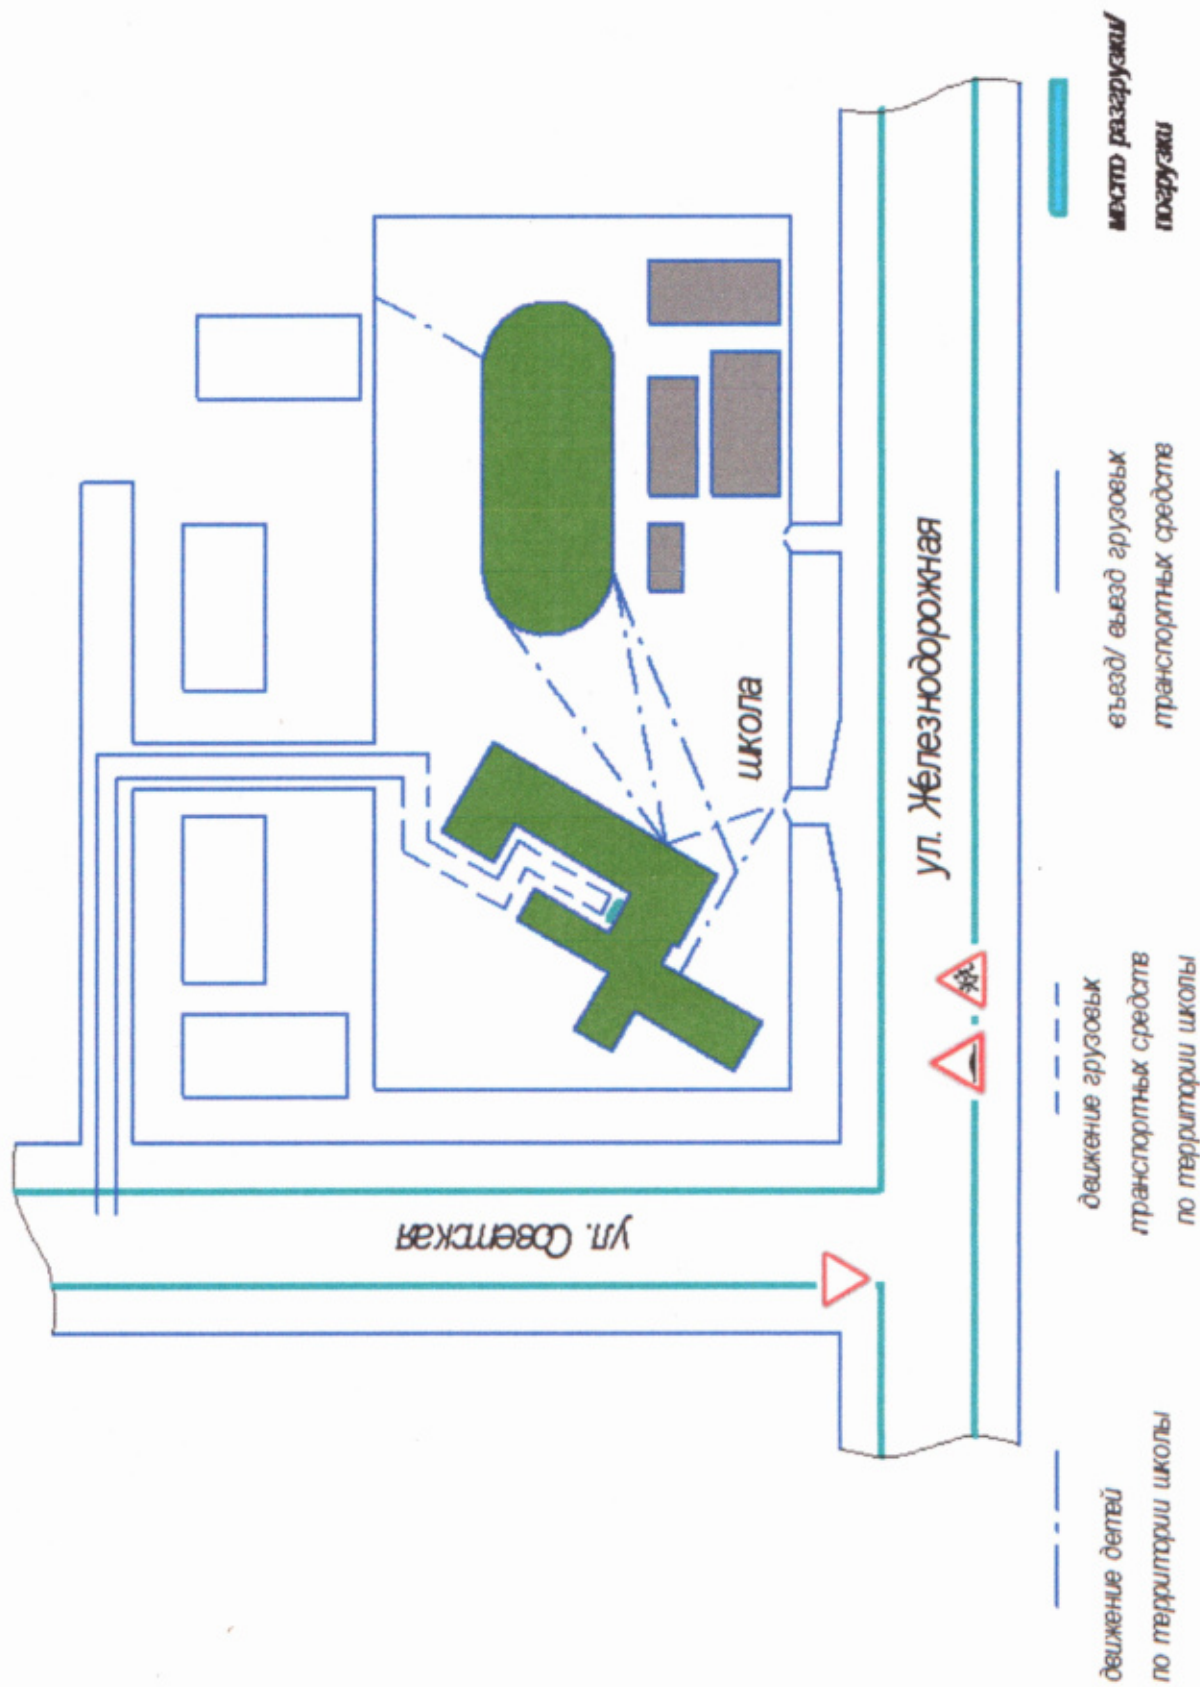 ул. Советская
школа
ул. Железнодорожная
движение детей
по территории школы
движение грузовых
транспортных средств
по территории школы
въезд/ выезд грузовых
транспортных средств
место разгрузки/
погрузки